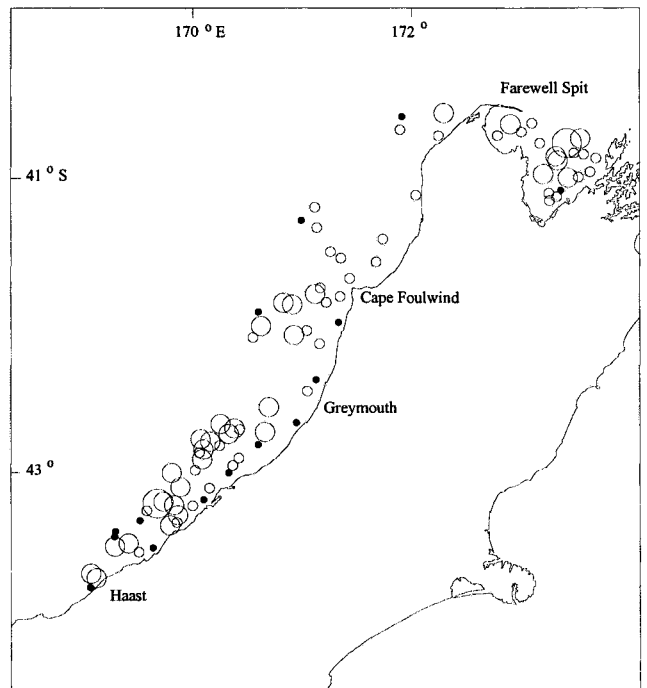 170 ° E
172 °
Farewell Spit
41 ° S
Cape Foulwind
Greymouth
43 °
Haast